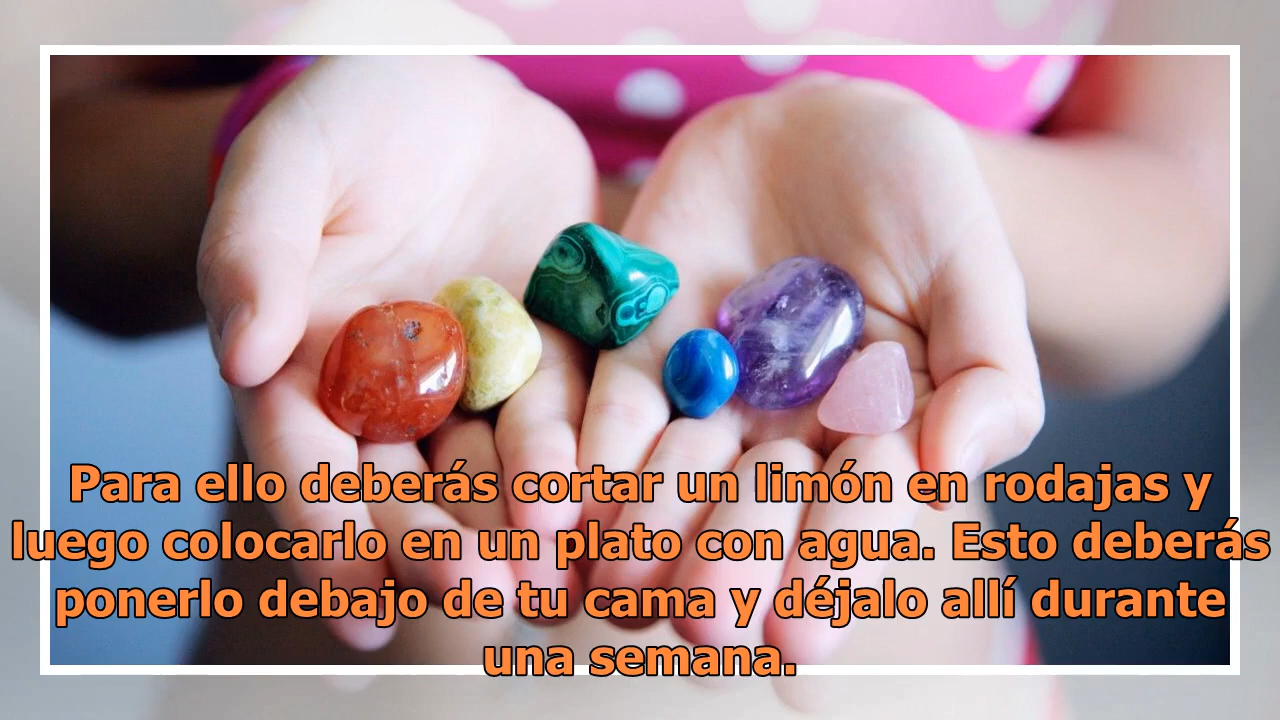 Para ello deberás cortar un limón en rodajas y
luego colocarlo en un plato con agua. Esto deberás
ponerlo debajo de tu cama y déjalo allí durante
una semana.